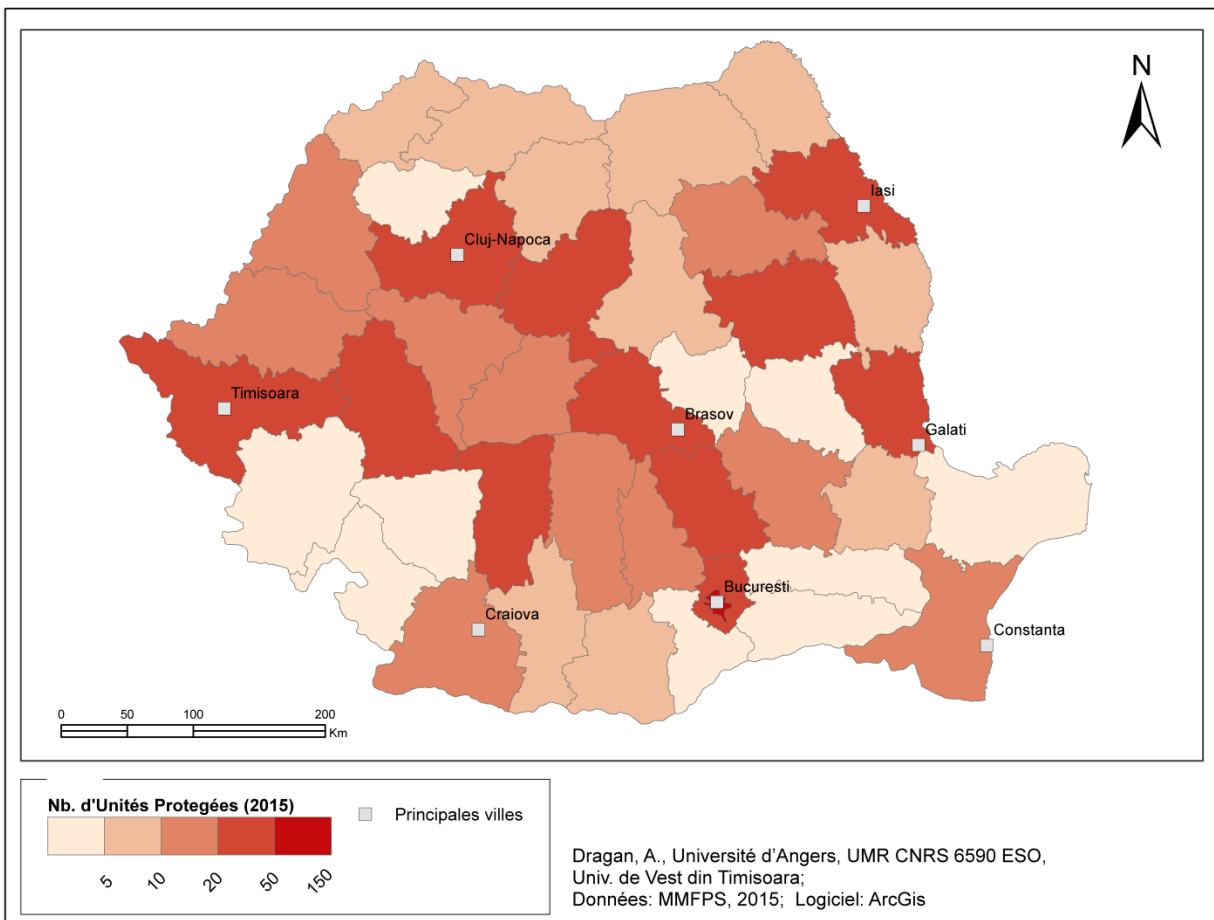 N
Iasi
Cluj-Napoca
Timisoara
Brasov
Galati
Bucuresti
Craiova
Constanta
0 50 100 200
Km
Nb. d'Unités Protegées (2015)
Principales villes
5 10 20 50 150
Dragan, A., Université d'Angers, UMR CNRS 6590 ESO,
Univ. de Vest din Timisoara;
Données: MMFPS, 2015; Logiciel: ArcGis